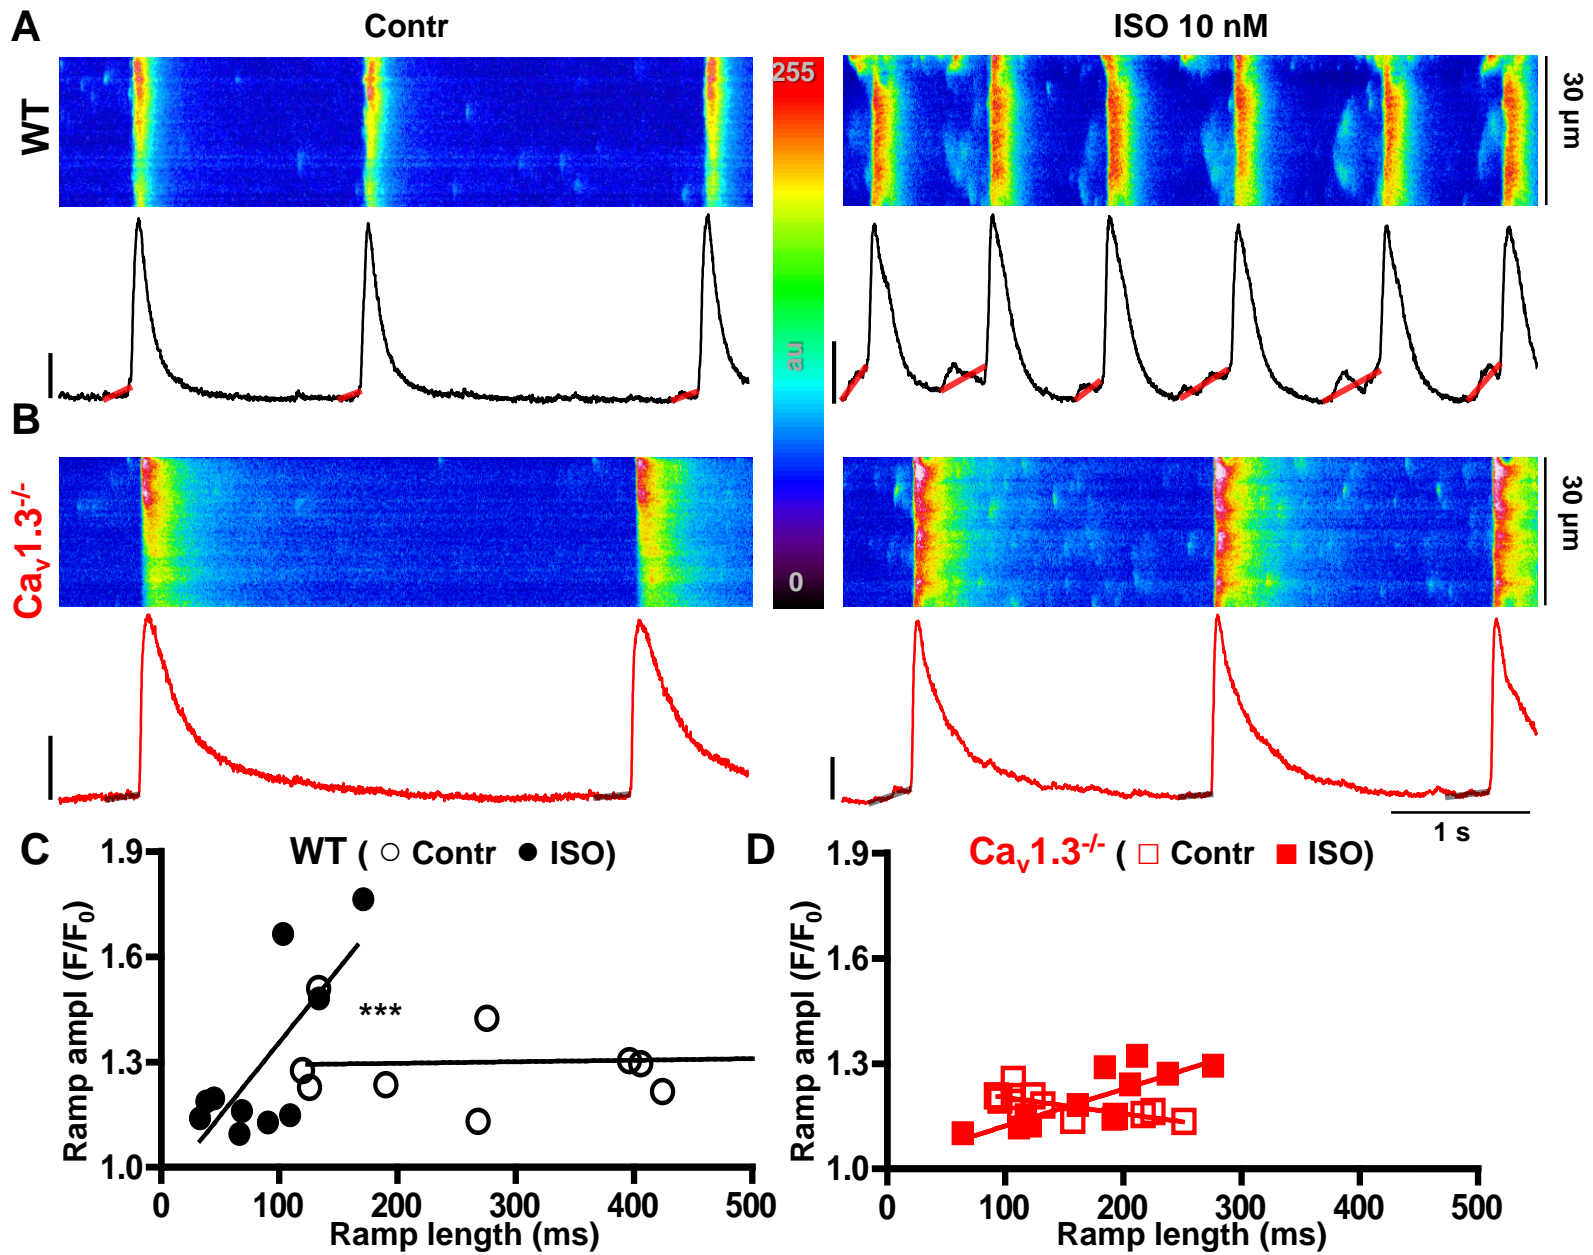 A
Contr
ISO 10 nM
WT
255
au
0
30 µm
B
Cav1.3-/-
30 µm
1 s
C
WT ( ○ Contr ● ISO)
Ramp ampl (F/F0)
1.9
1.6
1.3
1.0
***
0 100 200 300 400 500
Ramp length (ms)
D
Cav1.3-/- ( □ Contr ■ ISO)
Ramp ampl (F/F0)
1.9
1.6
1.3
1.0
0 100 200 300 400 500
Ramp length (ms)